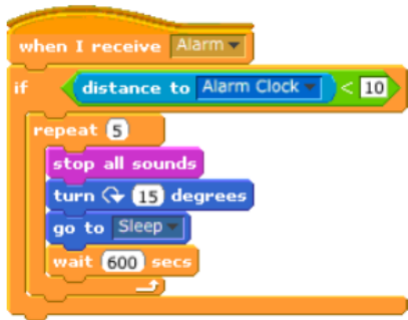 when I receive Alarm
if distance to Alarm Clock < 10
repeat 5
stop all sounds
turn 15 degrees
go to Sleep
wait 600 secs